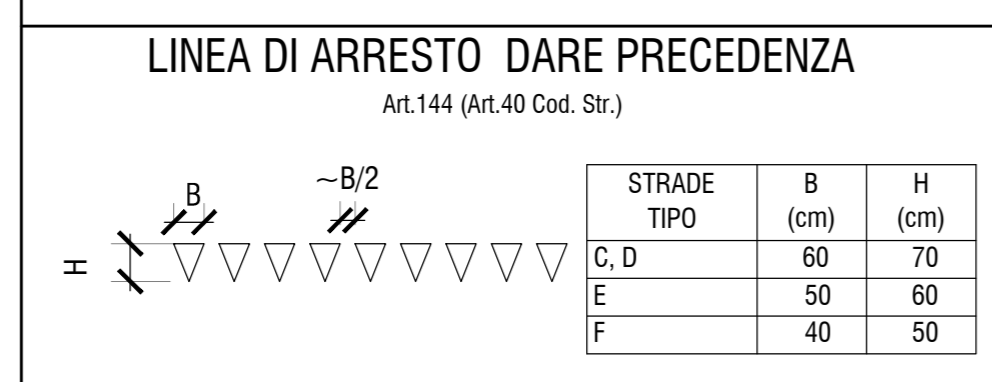 LINEA DI ARRESTO DARE PRECEDENZA
Art.144 (Art.40 Cod. Str.)
B
~B/2
H
STRADE TIPO B (cm) H (cm)
C, D 60 70
E 50 60
F 40 50